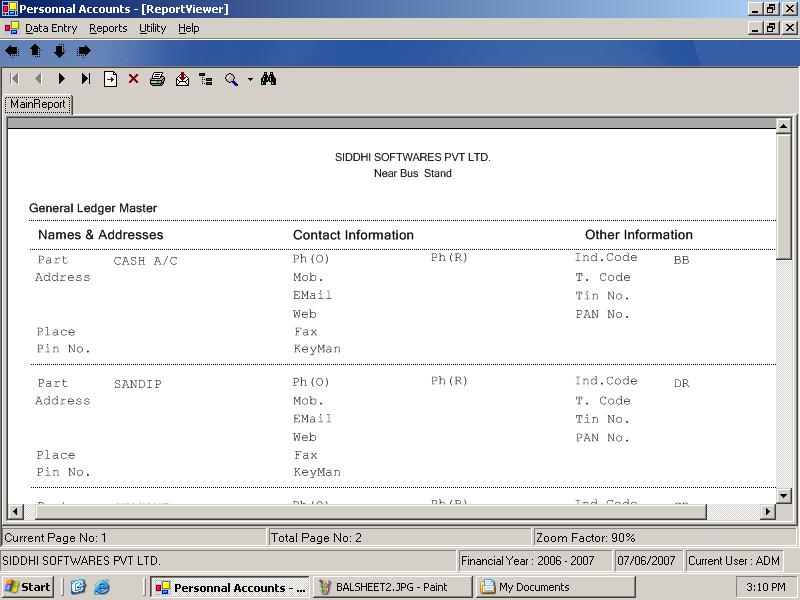 Personnal Accounts - [ReportViewer]
Data Entry Reports Utility Help
MainReport
SIDDHI SOFTWARES PVT LTD.
Near Bus Stand
General Ledger Master
Names & Addresses Contact Information Other Information
Part CASH A/C Ph(O) Ph(R) Ind.Code BB
Address Mob. T. Code
EMail Tin No.
Web PAN No.
Place Fax
Pin No. KeyMan
Part SANDIP Ph(O) Ph(R) Ind.Code DR
Address Mob. T. Code
EMail Tin No.
Web PAN No.
Place Fax
Pin No. KeyMan
Part Ph(O) Ph(R) Ind.Code
Current Page No: 1 Total Page No: 2 Zoom Factor: 90%
SIDDHI SOFTWARES PVT LTD. Financial Year : 2006 - 2007 07/06/2007 Current User : ADM
Start Personnal Accounts - ... BALSHEET2.JPG - Paint My Documents 3:10 PM